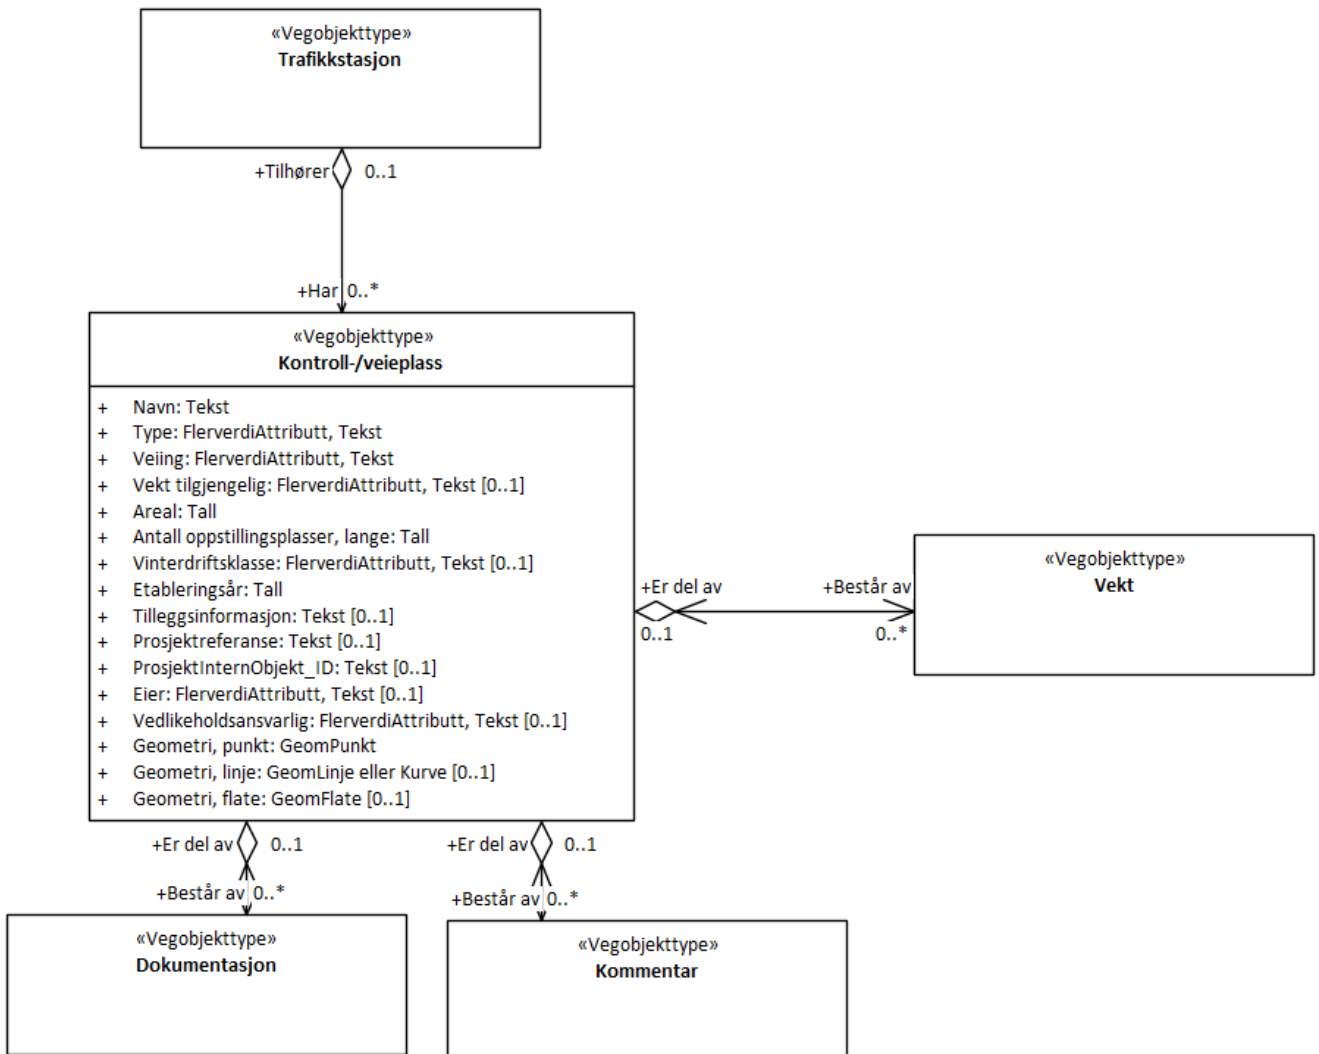 «Vegobjekttype»
Trafikkstasjon
+Tilhører 0..1
+Har 0..*
«Vegobjekttype»
Kontroll-/veieplass
+ Navn: Tekst
+ Type: FlerverdiAttributt, Tekst
+ Veiing: FlerverdiAttributt, Tekst
+ Vekt tilgjengelig: FlerverdiAttributt, Tekst [0..1]
+ Areal: Tall
+ Antall oppstillingsplasser, lange: Tall
+ Vinterdriftsklasse: FlerverdiAttributt, Tekst [0..1]
+ Etableringsår: Tall
+ Tilleggsinformasjon: Tekst [0..1]
+ Prosjektreferanse: Tekst [0..1]
+ ProsjektInternObjekt_ID: Tekst [0..1]
+ Eier: FlerverdiAttributt, Tekst [0..1]
+ Vedlikeholdsansvarlig: FlerverdiAttributt, Tekst [0..1]
+ Geometri, punkt: GeomPunkt
+ Geometri, linje: GeomLinje eller Kurve [0..1]
+ Geometri, flate: GeomFlate [0..1]
+Er del av +Består av
0..1 0..*
«Vegobjekttype»
Vekt
+Er del av 0..1
+Består av 0..*
«Vegobjekttype»
Dokumentasjon
+Er del av 0..1
+Består av 0..*
«Vegobjekttype»
Kommentar